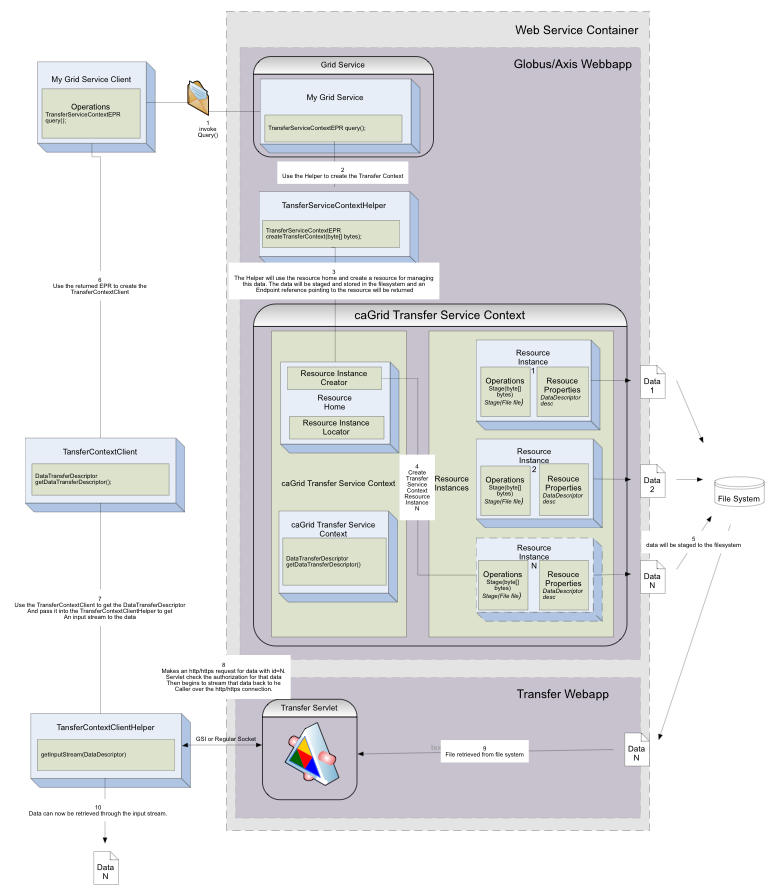 Web Service Container
Globus/Axis Webbapp
Grid Service
My Grid Service Client
Operations
TransferServiceContextEPR
query();
1
invoke
Query()
My Grid Service
TransferServiceContextEPR query();
2
Use the Helper to create the Transfer Context
TansferServiceContextHelper
TransferServiceContextEPR
createTransferContext(byte[] bytes);
3
The Helper will use the resource home and create a resource for managing
this data. The data will be staged and stored in the filesystem and an
Endpoint reference pointing to the resource will be returned
6
Use the returned EPR to create the
TransferContextClient
caGrid Transfer Service Context
Resource Instance
Creator
Resource
Home
Resource Instance
Locator
caGrid Transfer Service Context
caGrid Transfer Service
Context
DataTransferDescriptor
getDataTransferDescriptor()
4
Create
Transfer
Service
Context
Resource
Instance
N
Resource
Instances
Resource
Instance
1
Operations
Stage(byte[]
bytes)
Stage(File file)
Resouce
Properties
DataDescriptor
desc
Resource
Instance
2
Operations
Stage(byte[]
bytes)
Stage(File file)
Resouce
Properties
DataDescriptor
desc
Resource
Instance
N
Operations
Stage(byte[]
bytes)
Stage(File file)
Resouce
Properties
DataDescriptor
desc
Data
1
Data
2
Data
N
File System
5
data will be staged to the filesystem
TansferContextClient
DataTransferDescriptor
getDataTransferDescriptor();
7
Use the TransferContextClient to get the DataTransferDescriptor
And pass it into the TransferContextClientHelper to get
An input stream to the data
8
Makes an http/https request for data with id=N.
Servlet check the authorization for that data
Then begins to stream that data back to he
Caller over the http/https connection.
Transfer Webapp
Transfer Servlet
TansferContextClientHelper
getInputStream(DataDescriptor)
GSI or Regular Socket
9
File retrieved from file system
Data
N
10
Data can now be retrieved through the input stream.
Data
N